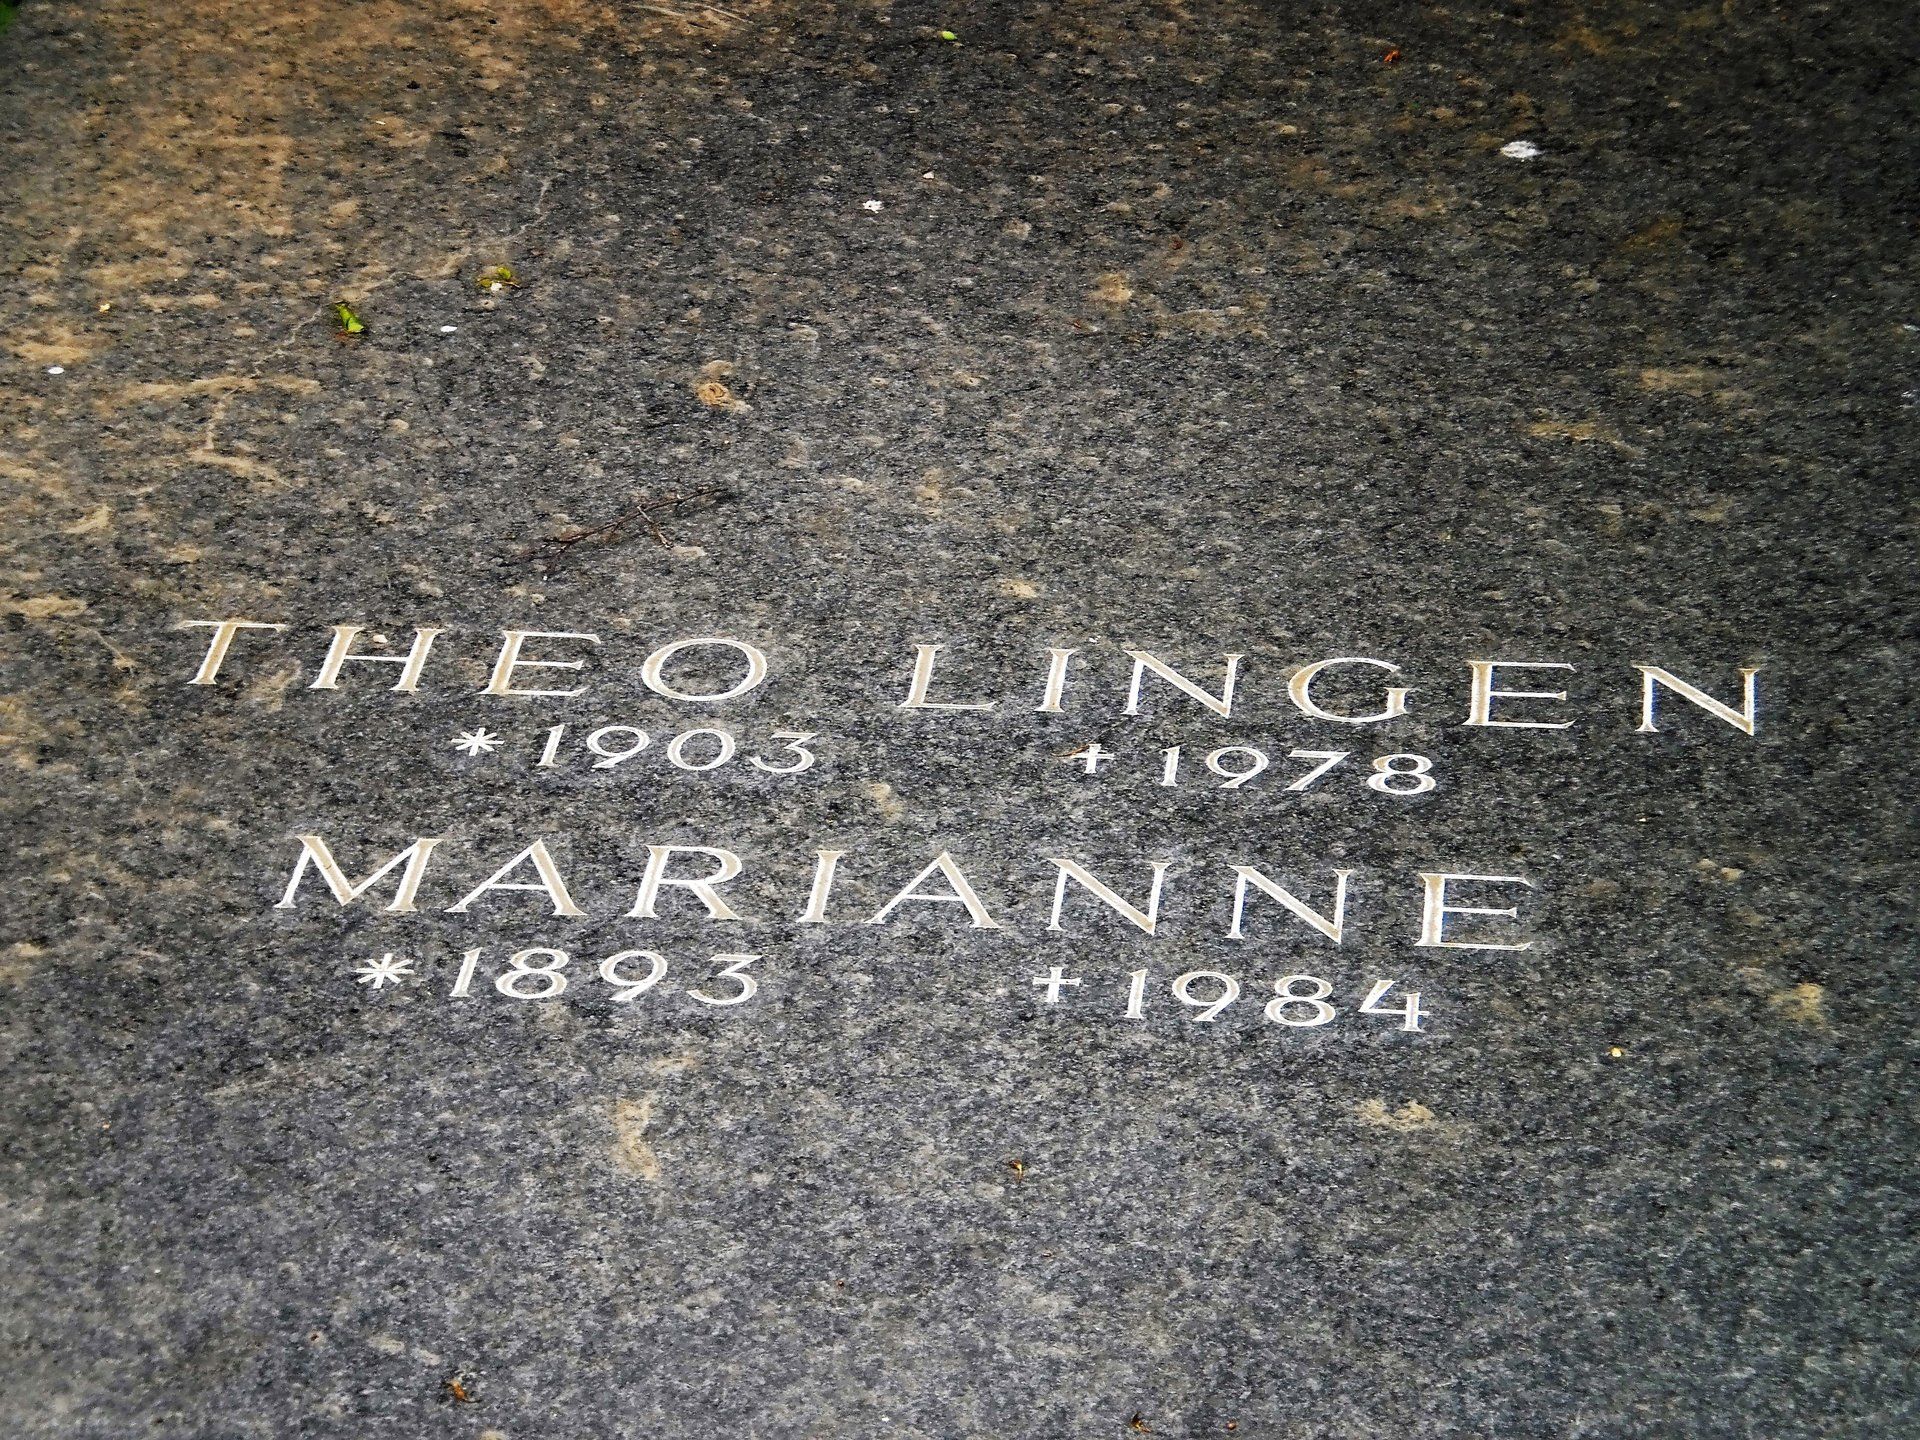 THEO LINGEN
*1903 †1978
MARIANNE
*1893 †1984